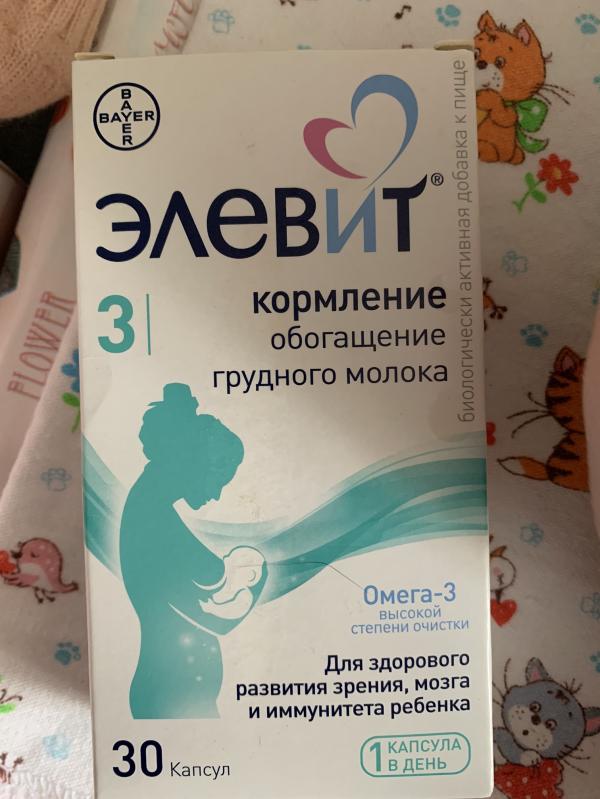 BAYER
BAYER
ЭЛЕВИТ®
3
кормление
обогащение
грудного молока
биологически активная добавка к пище
Омега-3
ВЫСОКОЙ
СТЕПЕНИ ОЧИСТКИ
Для здорового
развития зрения, мозга
и иммунитета ребенка
30 Капсул
1 КАПСУЛА
В ДЕНЬ
FLOWER